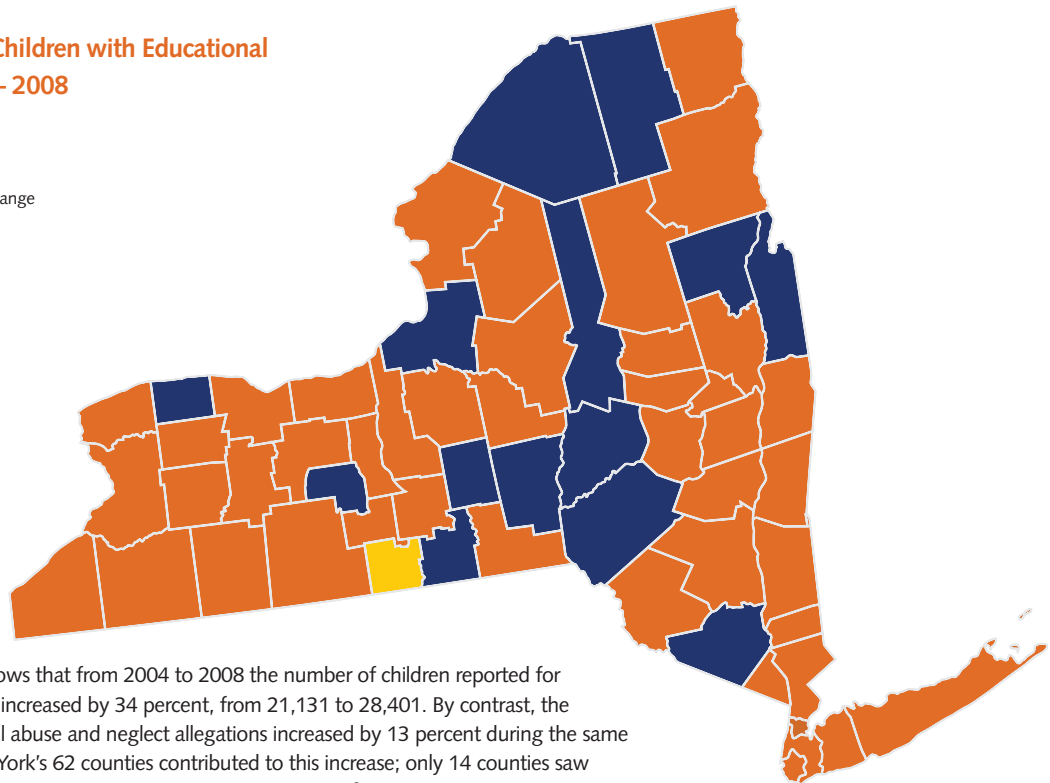 Children with Educational
– 2008
ange
ows that from 2004 to 2008 the number of children reported for
increased by 34 percent, from 21,131 to 28,401. By contrast, the
l abuse and neglect allegations increased by 13 percent during the same
York's 62 counties contributed to this increase; only 14 counties saw